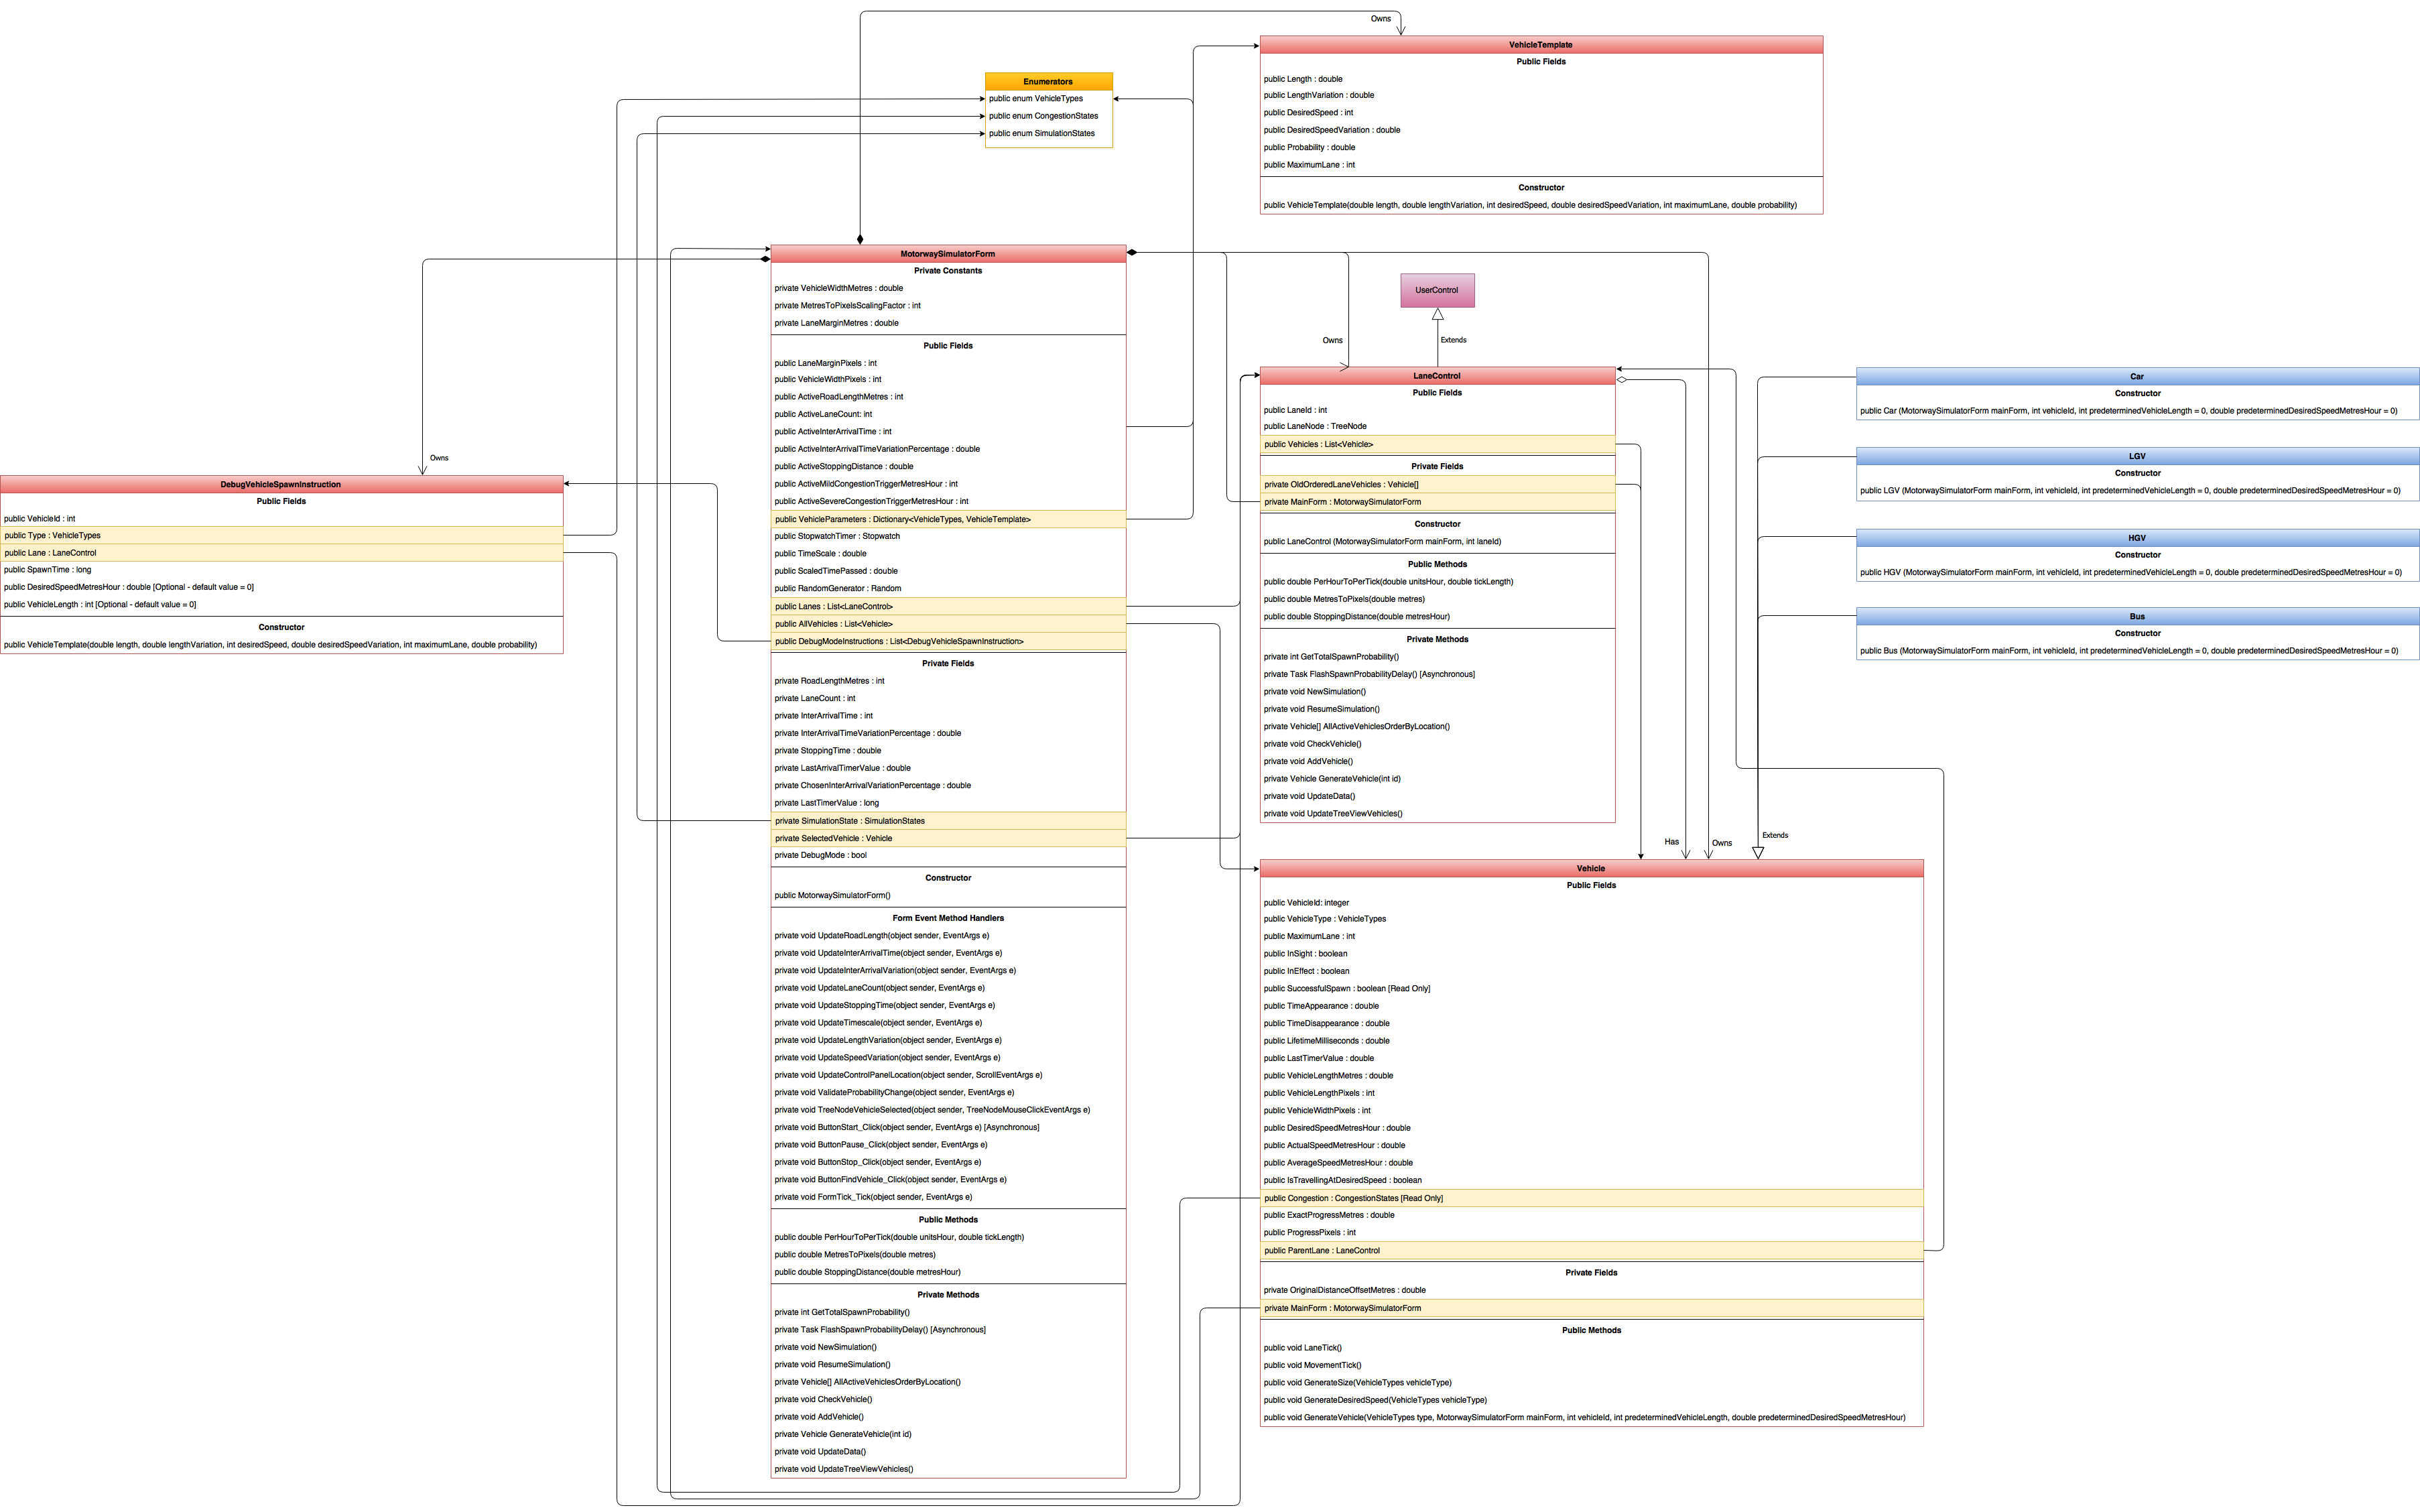 Owns
VehicleTemplate
Public Fields
public Length : double
public LengthVariation : double
public DesiredSpeed : int
public DesiredSpeedVariation : double
public Probability : double
public MaximumLane : int
Constructor
public VehicleTemplate(double length, double lengthVariation, int desiredSpeed, double desiredSpeedVariation, int maximumLane, double probability)
Enumerators
public enum VehicleTypes
public enum CongestionStates
public enum SimulationStates
Owns
DebugVehicleSpawnInstruction
Public Fields
public VehicleId : int
public Type : VehicleTypes
public Lane : LaneControl
public SpawnTime : long
public DesiredSpeedMetresHour : double [Optional - default value = 0]
public VehicleLength : int [Optional - default value = 0]
Constructor
public VehicleTemplate(double length, double lengthVariation, int desiredSpeed, double desiredSpeedVariation, int maximumLane, double probability)
MotorwaySimulatorForm
Private Constants
private VehicleWidthMetres : double
private MetresToPixelsScalingFactor : int
private LaneMarginMetres : double
Public Fields
public LaneMarginPixels : int
public VehicleWidthPixels : int
public ActiveRoadLengthMetres : int
public ActiveLaneCount: int
public ActiveInterArrivalTime : int
public ActiveInterArrivalTimeVariationPercentage : double
public ActiveStoppingDistance : double
public ActiveMildCongestionTriggerMetresHour : int
public ActiveSevereCongestionTriggerMetresHour : int
public VehicleParameters : Dictionary<VehicleTypes, VehicleTemplate>
public StopwatchTimer : Stopwatch
public TimeScale : double
public ScaledTimePassed : double
public RandomGenerator : Random
public Lanes : List<LaneControl>
public AllVehicles : List<Vehicle>
public DebugModeInstructions : List<DebugVehicleSpawnInstruction>
Private Fields
private RoadLengthMetres : int
private LaneCount : int
private InterArrivalTime : int
private InterArrivalTimeVariationPercentage : double
private StoppingTime : double
private LastArrivalTimerValue : double
private ChosenInterArrivalVariationPercentage : double
private LastTimerValue : long
private SimulationState : SimulationStates
private SelectedVehicle : Vehicle
private DebugMode : bool
Constructor
public MotorwaySimulatorForm()
Form Event Method Handlers
private void UpdateRoadLength(object sender, EventArgs e)
private void UpdateInterArrivalTime(object sender, EventArgs e)
private void UpdateInterArrivalVariation(object sender, EventArgs e)
private void UpdateLaneCount(object sender, EventArgs e)
private void UpdateStoppingTime(object sender, EventArgs e)
private void UpdateTimescale(object sender, EventArgs e)
private void UpdateLengthVariation(object sender, EventArgs e)
private void UpdateSpeedVariation(object sender, EventArgs e)
private void UpdateControlPanelLocation(object sender, ScrollEventArgs e)
private void ValidateProbabilityChange(object sender, EventArgs e)
private void TreeNodeVehicleSelected(object sender, TreeNodeMouseClickEventArgs e)
private void ButtonStart_Click(object sender, EventArgs e) [Asynchronous]
private void ButtonPause_Click(object sender, EventArgs e)
private void ButtonStop_Click(object sender, EventArgs e)
private void ButtonFindVehicle_Click(object sender, EventArgs e)
private void FormTick_Tick(object sender, EventArgs e)
Public Methods
public double PerHourToPerTick(double unitsHour, double tickLength)
public double MetresToPixels(double metres)
public double StoppingDistance(double metresHour)
Private Methods
private int GetTotalSpawnProbability()
private Task FlashSpawnProbabilityDelay() [Asynchronous]
private void NewSimulation()
private void ResumeSimulation()
private Vehicle[] AllActiveVehiclesOrderByLocation()
private void CheckVehicle()
private void AddVehicle()
private Vehicle GenerateVehicle(int id)
private void UpdateData()
private void UpdateTreeViewVehicles()
UserControl
Extends
Owns
LaneControl
Public Fields
public LaneId : int
public LaneNode : TreeNode
public Vehicles : List<Vehicle>
Private Fields
private OldOrderedLaneVehicles : Vehicle[]
private MainForm : MotorwaySimulatorForm
Constructor
public LaneControl (MotorwaySimulatorForm mainForm, int laneId)
Public Methods
public double PerHourToPerTick(double unitsHour, double tickLength)
public double MetresToPixels(double metres)
public double StoppingDistance(double metresHour)
Private Methods
private int GetTotalSpawnProbability()
private Task FlashSpawnProbabilityDelay() [Asynchronous]
private void NewSimulation()
private void ResumeSimulation()
private Vehicle[] AllActiveVehiclesOrderByLocation()
private void CheckVehicle()
private void AddVehicle()
private Vehicle GenerateVehicle(int id)
private void UpdateData()
private void UpdateTreeViewVehicles()
Car
Constructor
public Car (MotorwaySimulatorForm mainForm, int vehicleId, int predeterminedVehicleLength = 0, double predeterminedDesiredSpeedMetresHour = 0)
LGV
Constructor
public LGV (MotorwaySimulatorForm mainForm, int vehicleId, int predeterminedVehicleLength = 0, double predeterminedDesiredSpeedMetresHour = 0)
HGV
Constructor
public HGV (MotorwaySimulatorForm mainForm, int vehicleId, int predeterminedVehicleLength = 0, double predeterminedDesiredSpeedMetresHour = 0)
Bus
Constructor
public Bus (MotorwaySimulatorForm mainForm, int vehicleId, int predeterminedVehicleLength = 0, double predeterminedDesiredSpeedMetresHour = 0)
Has
Owns
Extends
Vehicle
Public Fields
public VehicleId: integer
public VehicleType : VehicleTypes
public MaximumLane : int
public InSight : boolean
public InEffect : boolean
public SuccessfulSpawn : boolean [Read Only]
public TimeAppearance : double
public TimeDisappearance : double
public LifetimeMilliseconds : double
public LastTimerValue : double
public VehicleLengthMetres : double
public VehicleLengthPixels : int
public VehicleWidthPixels : int
public DesiredSpeedMetresHour : double
public ActualSpeedMetresHour : double
public AverageSpeedMetresHour : double
public IsTravellingAtDesiredSpeed : boolean
public Congestion : CongestionStates [Read Only]
public ExactProgressMetres : double
public ProgressPixels : int
public ParentLane : LaneControl
Private Fields
private OriginalDistanceOffsetMetres : double
private MainForm : MotorwaySimulatorForm
Public Methods
public void LaneTick()
public void MovementTick()
public void GenerateSize(VehicleTypes vehicleType)
public void GenerateDesiredSpeed(VehicleTypes vehicleType)
public void GenerateVehicle(VehicleTypes type, MotorwaySimulatorForm mainForm, int vehicleId, int predeterminedVehicleLength, double predeterminedDesiredSpeedMetresHour)